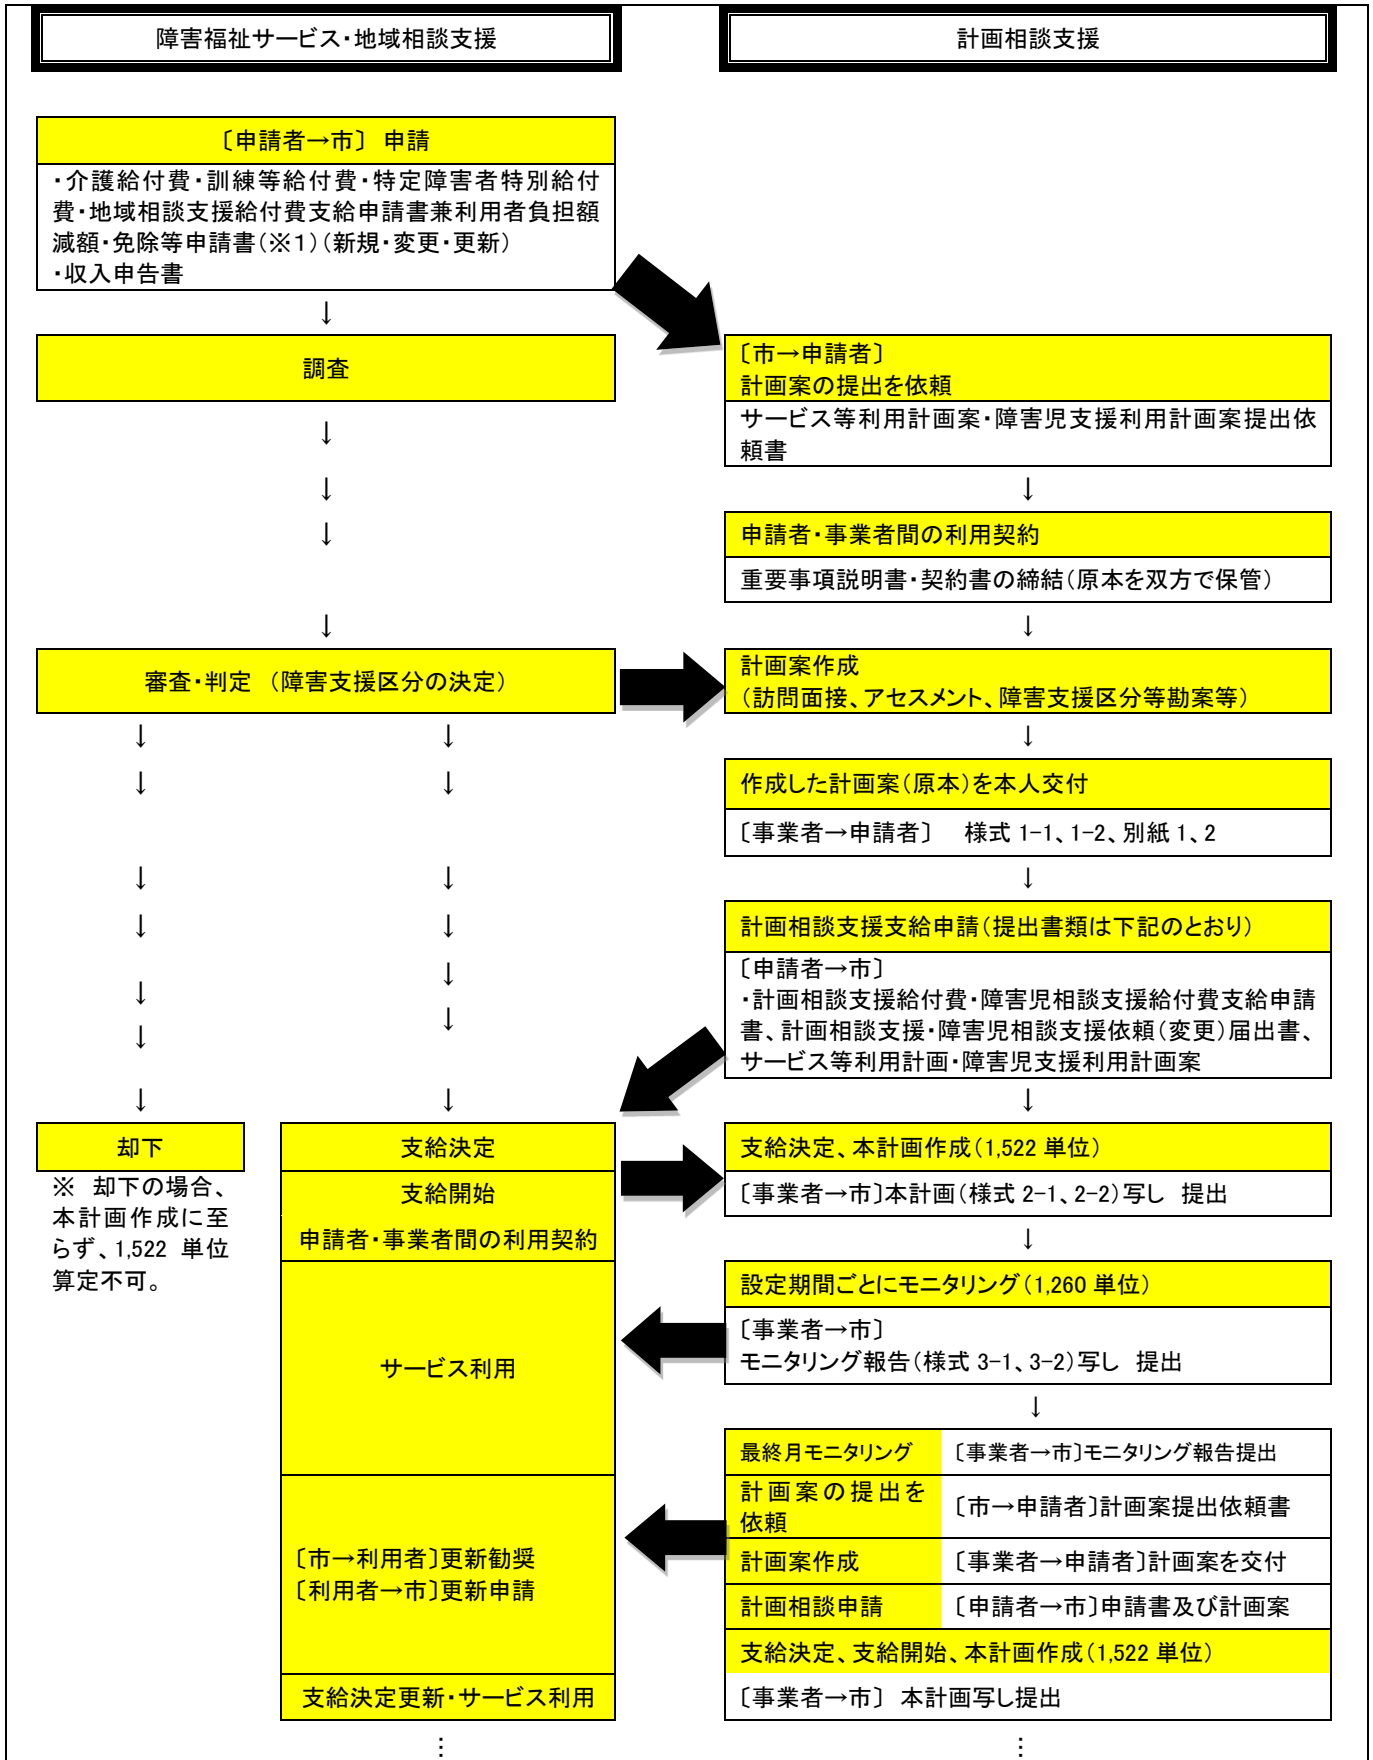 障害福祉サービス・地域相談支援
計画相談支援
〔申請者→市〕 申請
・介護給付費・訓練等給付費・特定障害者特別給付
費・地域相談支援給付費支給申請書兼利用者負担額
減額・免除等申請書(※1)(新規・変更・更新)
・収入申告書
↓
調査
↓
↓
↓
↓
審査・判定 (障害支援区分の決定)
↓ ↓
↓ ↓
↓ ↓
↓ ↓
↓ ↓
↓ ↓
↓ ↓
却下
※ 却下の場合、
本計画作成に至
らず、1,522 単位
算定不可。
支給決定
支給開始
申請者・事業者間の利用契約
サービス利用
〔市→利用者〕更新勧奨
〔利用者→市〕更新申請
支給決定更新・サービス利用
⋮
〔市→申請者〕
計画案の提出を依頼
サービス等利用計画案・障害児支援利用計画案提出依
頼書
↓
申請者・事業者間の利用契約
重要事項説明書・契約書の締結(原本を双方で保管)
↓
計画案作成
(訪問面接、アセスメント、障害支援区分等勘案等)
↓
作成した計画案(原本)を本人交付
〔事業者→申請者〕 様式 1-1、1-2、別紙 1、2
↓
計画相談支援支給申請(提出書類は下記のとおり)
〔申請者→市〕
・計画相談支援給付費・障害児相談支援給付費支給申請
書、計画相談支援・障害児相談支援依頼(変更)届出書、
サービス等利用計画・障害児支援利用計画案
↓
支給決定、本計画作成(1,522 単位)
〔事業者→市〕本計画(様式 2-1、2-2)写し 提出
↓
設定期間ごとにモニタリング(1,260 単位)
〔事業者→市〕
モニタリング報告(様式 3-1、3-2)写し 提出
↓
最終月モニタリング 〔事業者→市〕モニタリング報告提出
計画案の提出を
依頼
〔市→申請者〕計画案提出依頼書
計画案作成 〔事業者→申請者〕計画案を交付
計画相談申請 〔申請者→市〕申請書及び計画案
支給決定、支給開始、本計画作成(1,522 単位)
〔事業者→市〕 本計画写し提出
⋮